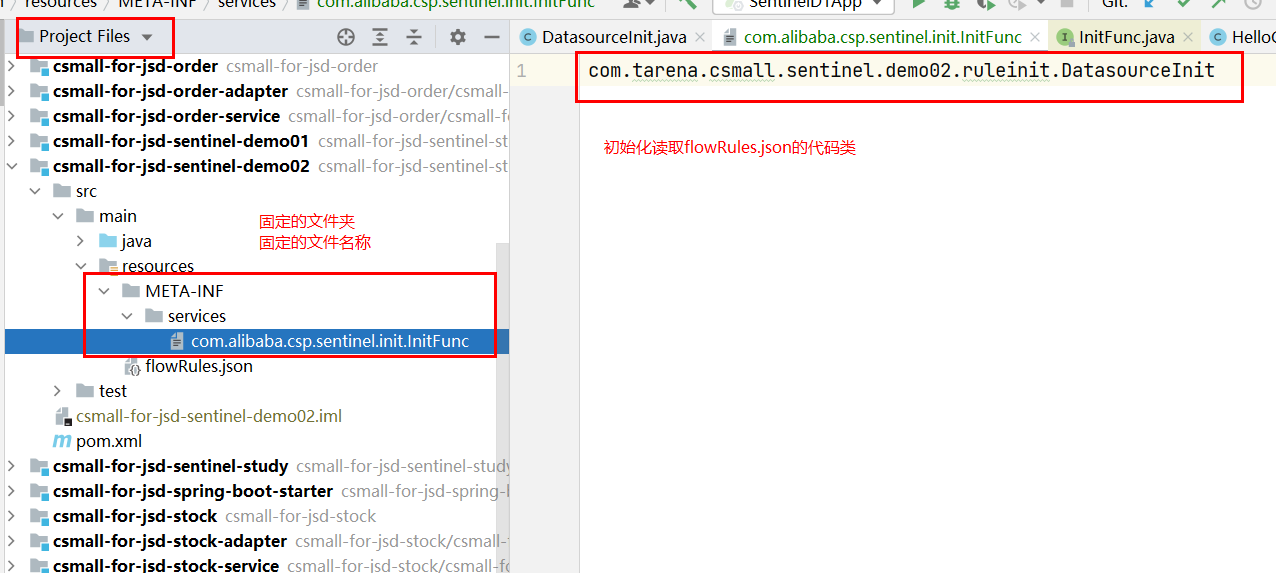 resources META-INF services com.alibaba.csp.sentinel.init.InitFunc SentinelD1App Git:
Project Files
DatasourceInit.java com.alibaba.csp.sentinel.init.InitFunc InitFunc.java Hello
csmall-for-jsd-order csmall-for-jsd-order
csmall-for-jsd-order-adapter csmall-for-jsd-order/csmall-f
csmall-for-jsd-order-service csmall-for-jsd-order/csmall-fo
csmall-for-jsd-sentinel-demo01 csmall-for-jsd-sentinel-st
csmall-for-jsd-sentinel-demo02 csmall-for-jsd-sentinel-st
src
main
java
resources
META-INF
services
com.alibaba.csp.sentinel.init.InitFunc
flowRules.json
test
csmall-for-jsd-sentinel-demo02.iml
pom.xml
csmall-for-jsd-sentinel-study csmall-for-jsd-sentinel-study
csmall-for-jsd-spring-boot-starter csmall-for-jsd-spring-b
csmall-for-jsd-stock csmall-for-jsd-stock
csmall-for-jsd-stock-adapter csmall-for-jsd-stock/csmall-
csmall-for-jsd-stock-service csmall-for-jsd-stock/csmall-f
固定的文件夹
固定的文件名称
1 com.tarena.csmall.sentinel.demo02.ruleinit.DatasourceInit
初始化读取flowRules.json的代码类